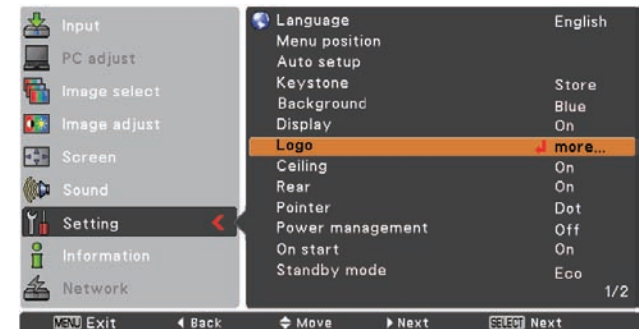 Input
PC adjust
Image select
Image adjust
Screen
Sound
Setting
Information
Network
Language English
Menu position
Auto setup
Keystone Store
Background Blue
Display On
Logo more...
Ceiling On
Rear On
Pointer Dot
Power management Off
On start On
Standby mode Eco
1/2
MENU Exit Back Move Next SELECT Next